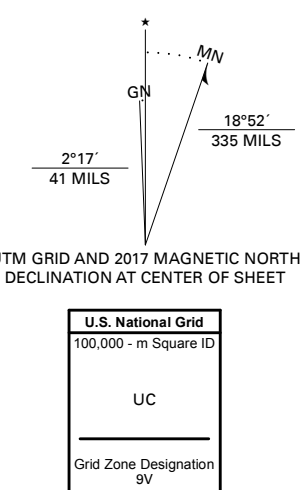 MN
GN
18°52´
335 MILS
2°17´
41 MILS
UTM GRID AND 2017 MAGNETIC NORTH
DECLINATION AT CENTER OF SHEET
U.S. National Grid
100,000 - m Square ID
UC
Grid Zone Designation
9V